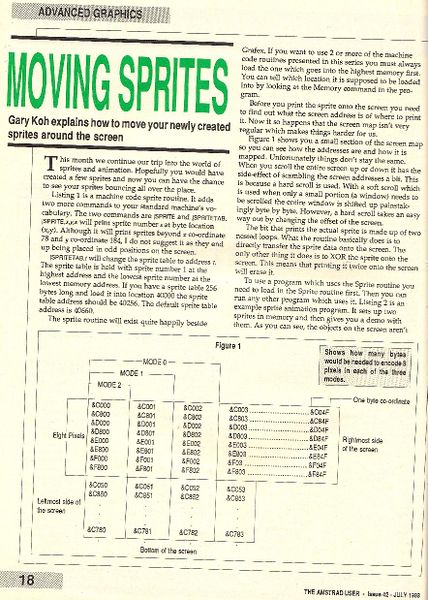 ADVANCED GRAPHICS
MOVING SPRITES
Gary Koh explains how to move your newly created
sprites around the screen
This month we continue our trip into the world of
sprites and animation. Hopefully you would have
created a few sprites and now you can have the chance
to see your sprites bouncing all over the place.
Listing 1 is a machine code sprite routine. It adds
two more commands to your standard machine's vo-
cabulary. The two commands are |SPRITE and |SPRITETAB.
|SPRITE,x,y,s will print sprite number s at byte location
(x,y). Although it will print sprites beyond x co-ordinate
78 and y co-ordinate 184, I do not suggest it as they end
up being placed in odd positions on the screen.
|SPRITETAB,t will change the sprite table to address t.
The sprite table is held with sprite number 1 at the
highest address and the lowest sprite number at the
lowest memory address. If you have a sprite table 256
bytes long and load it into location 40000 the sprite
table address should be 40256. The default sprite table
address is 40660.
The sprite routine will exist quite happily beside
Grafex. If you want to use 2 or more of the machine
code routines presented in this series you must always
load the one which goes into the highest memory first.
You can tell which location it is supposed to be loaded
into by looking at the Memory command in the pro-
gram.
Before you print the sprite onto the screen you need
to find out what the screen address is of where to print
it. Now it so happens that the screen map isn't very
regular which makes things harder for us.
Figure 1 shows you a small section of the screen map
so you can see how the addresses are and how it is
mapped. Unfortunately things don't stay the same.
When you scroll the entire screen up or down it has the
side-effect of scrambling the screen addresses a bit. This
is because a hard scroll is used. With a soft scroll which
is used when only a small portion (a window) needs to
be scrolled the entire window is shifted up painstak-
ingly byte by byte. However, a hard scroll takes an easy
way out by changing the offset of the screen.
The bit that prints the actual sprite is made up of two
nested loops. What the routine basically does is to
directly transfer the sprite data onto the screen. The
only other thing it does is to XOR the sprite onto the
screen. This means that printing it twice onto the screen
will erase it.
To use a program which uses the Sprite routine you
need to load in the Sprite routine first. Then you can
run any other program which uses it. Listing 2 is an
example sprite animation program. It sets up two
sprites in memory and then gives you a demo with
them. As you can see, the objects on the screen aren't
Figure 1
Shows how many bytes
would be needed to encode 8
pixels in each of the three
modes.
MODE 0
MODE 1
MODE 2
One byte co-ordinate
&C000 &C001 &C002 &C003 &C04F
&C800 &C801 &C802 &C803 &C84F
&D000 &D001 &D002 &D003 &D04F
&D800 &D801 &D802 &D803 &D84F
Eight Pixels &E000 &E001 &E002 &E003 &E04F Rightmost side
&E800 &E801 &E802 &E803 &E84F of the screen
&F000 &F001 &F002 &F03 &F04F
&F800 &F801 &F802 &F803 &F84F
&C050 &C051 &C052 &C053
Leftmost side of &C850 &C851 &C852 &C853
the screen
&C780 &C781 &C782 &C783
Bottom of the screen
18
THE AMSTRAD USER • Issue 42 - JULY 1988